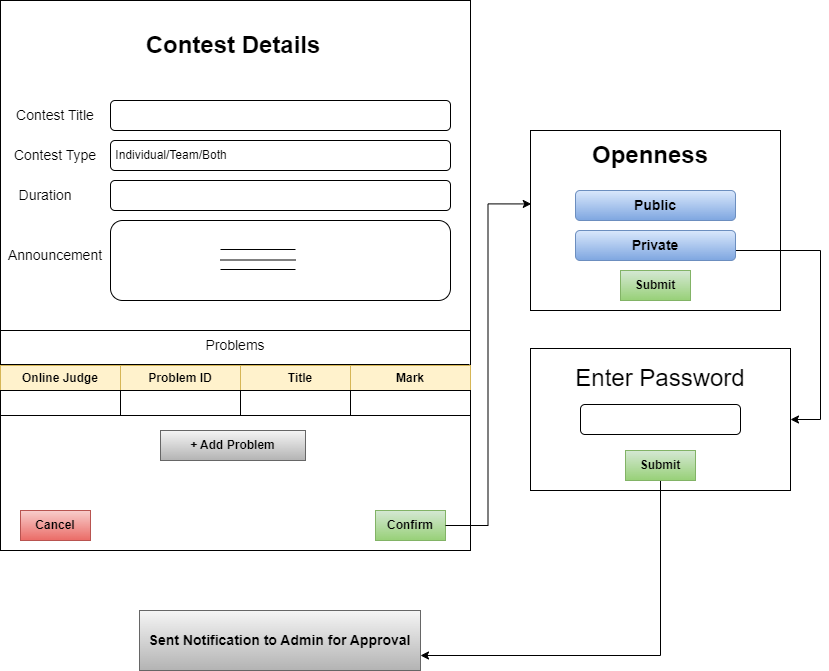 Contest Details
Contest Title
Contest Type
Individual/Team/Both
Duration
Announcement
Problems
Online Judge
Problem ID
Title
Mark
+ Add Problem
Cancel
Confirm
Openness
Public
Private
Submit
Enter Password
Submit
Sent Notification to Admin for Approval